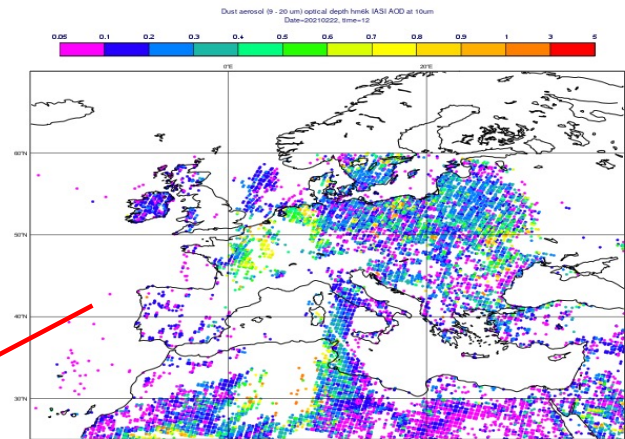 Dust aerosol (9 - 20 um) optical depth hm6k IASI AOD at 10um
Date=20210222, time=12
0.05 0.1 0.2 0.3 0.4 0.5 0.6 0.7 0.8 0.9 1 3 5
0°E 20°E
60°N
50°N
40°N
30°N